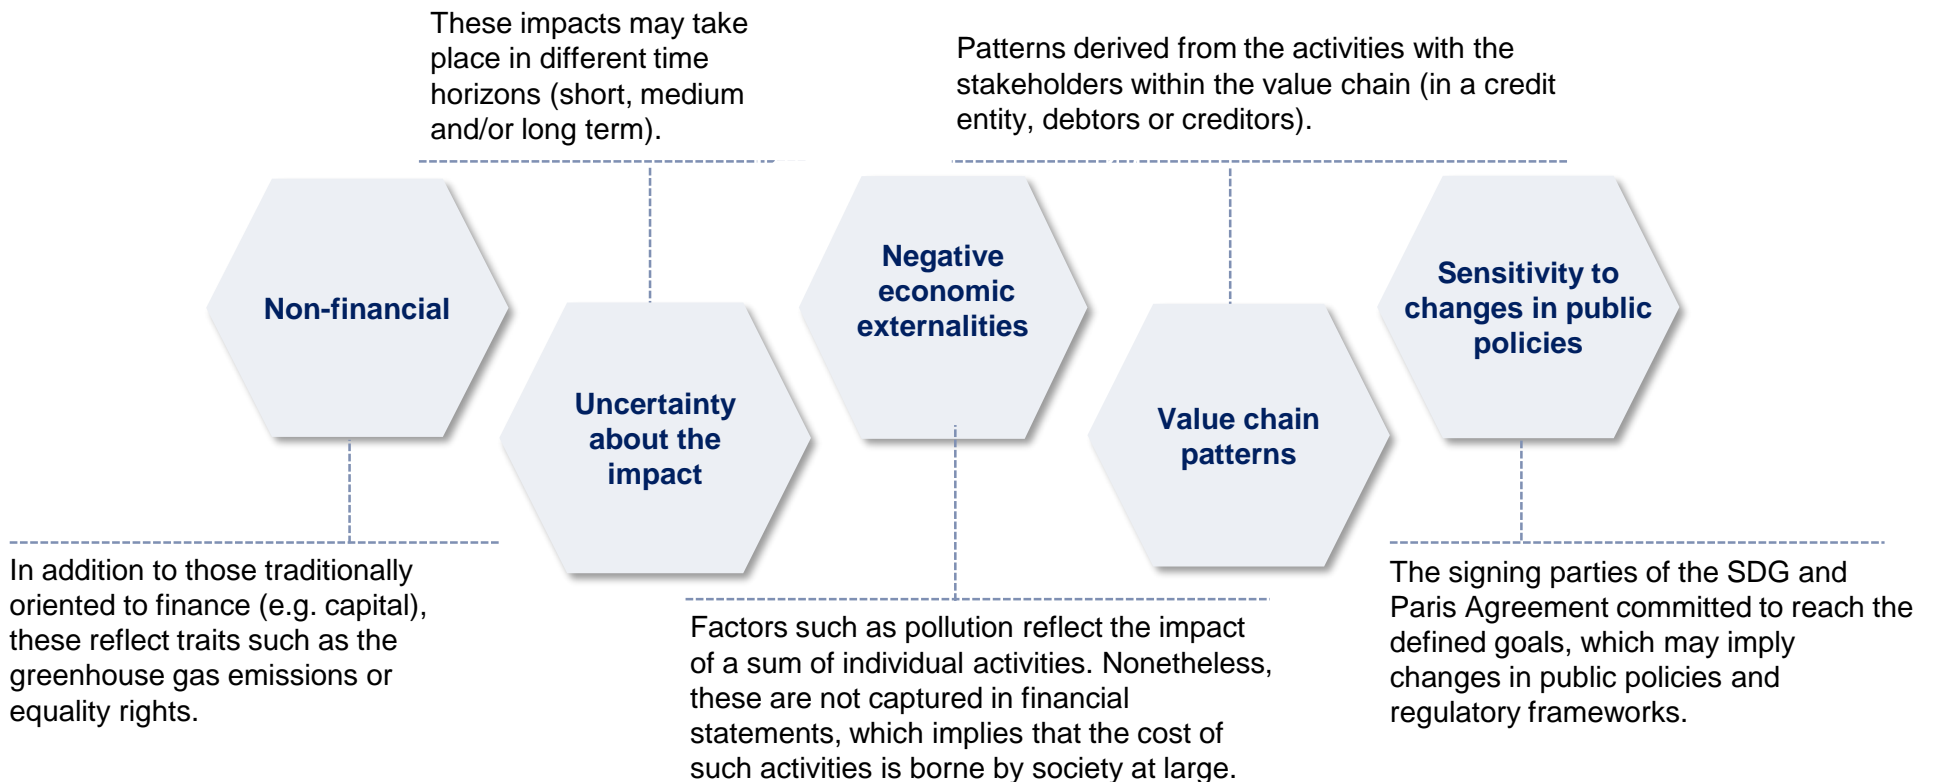 These impacts may take
place in different time
horizons (short, medium
and/or long term).
Patterns derived from the activities with the
stakeholders within the value chain (in a credit
entity, debtors or creditors).
Non-financial
Uncertainty
about the
impact
Negative
economic
externalities
Value chain
patterns
Sensitivity to
changes in public
policies
In addition to those traditionally
oriented to finance (e.g. capital),
these reflect traits such as the
greenhouse gas emissions or
equality rights.
Factors such as pollution reflect the impact
of a sum of individual activities. Nonetheless,
these are not captured in financial
statements, which implies that the cost of
such activities is borne by society at large.
The signing parties of the SDG and
Paris Agreement committed to reach the
defined goals, which may imply
changes in public policies and
regulatory frameworks.